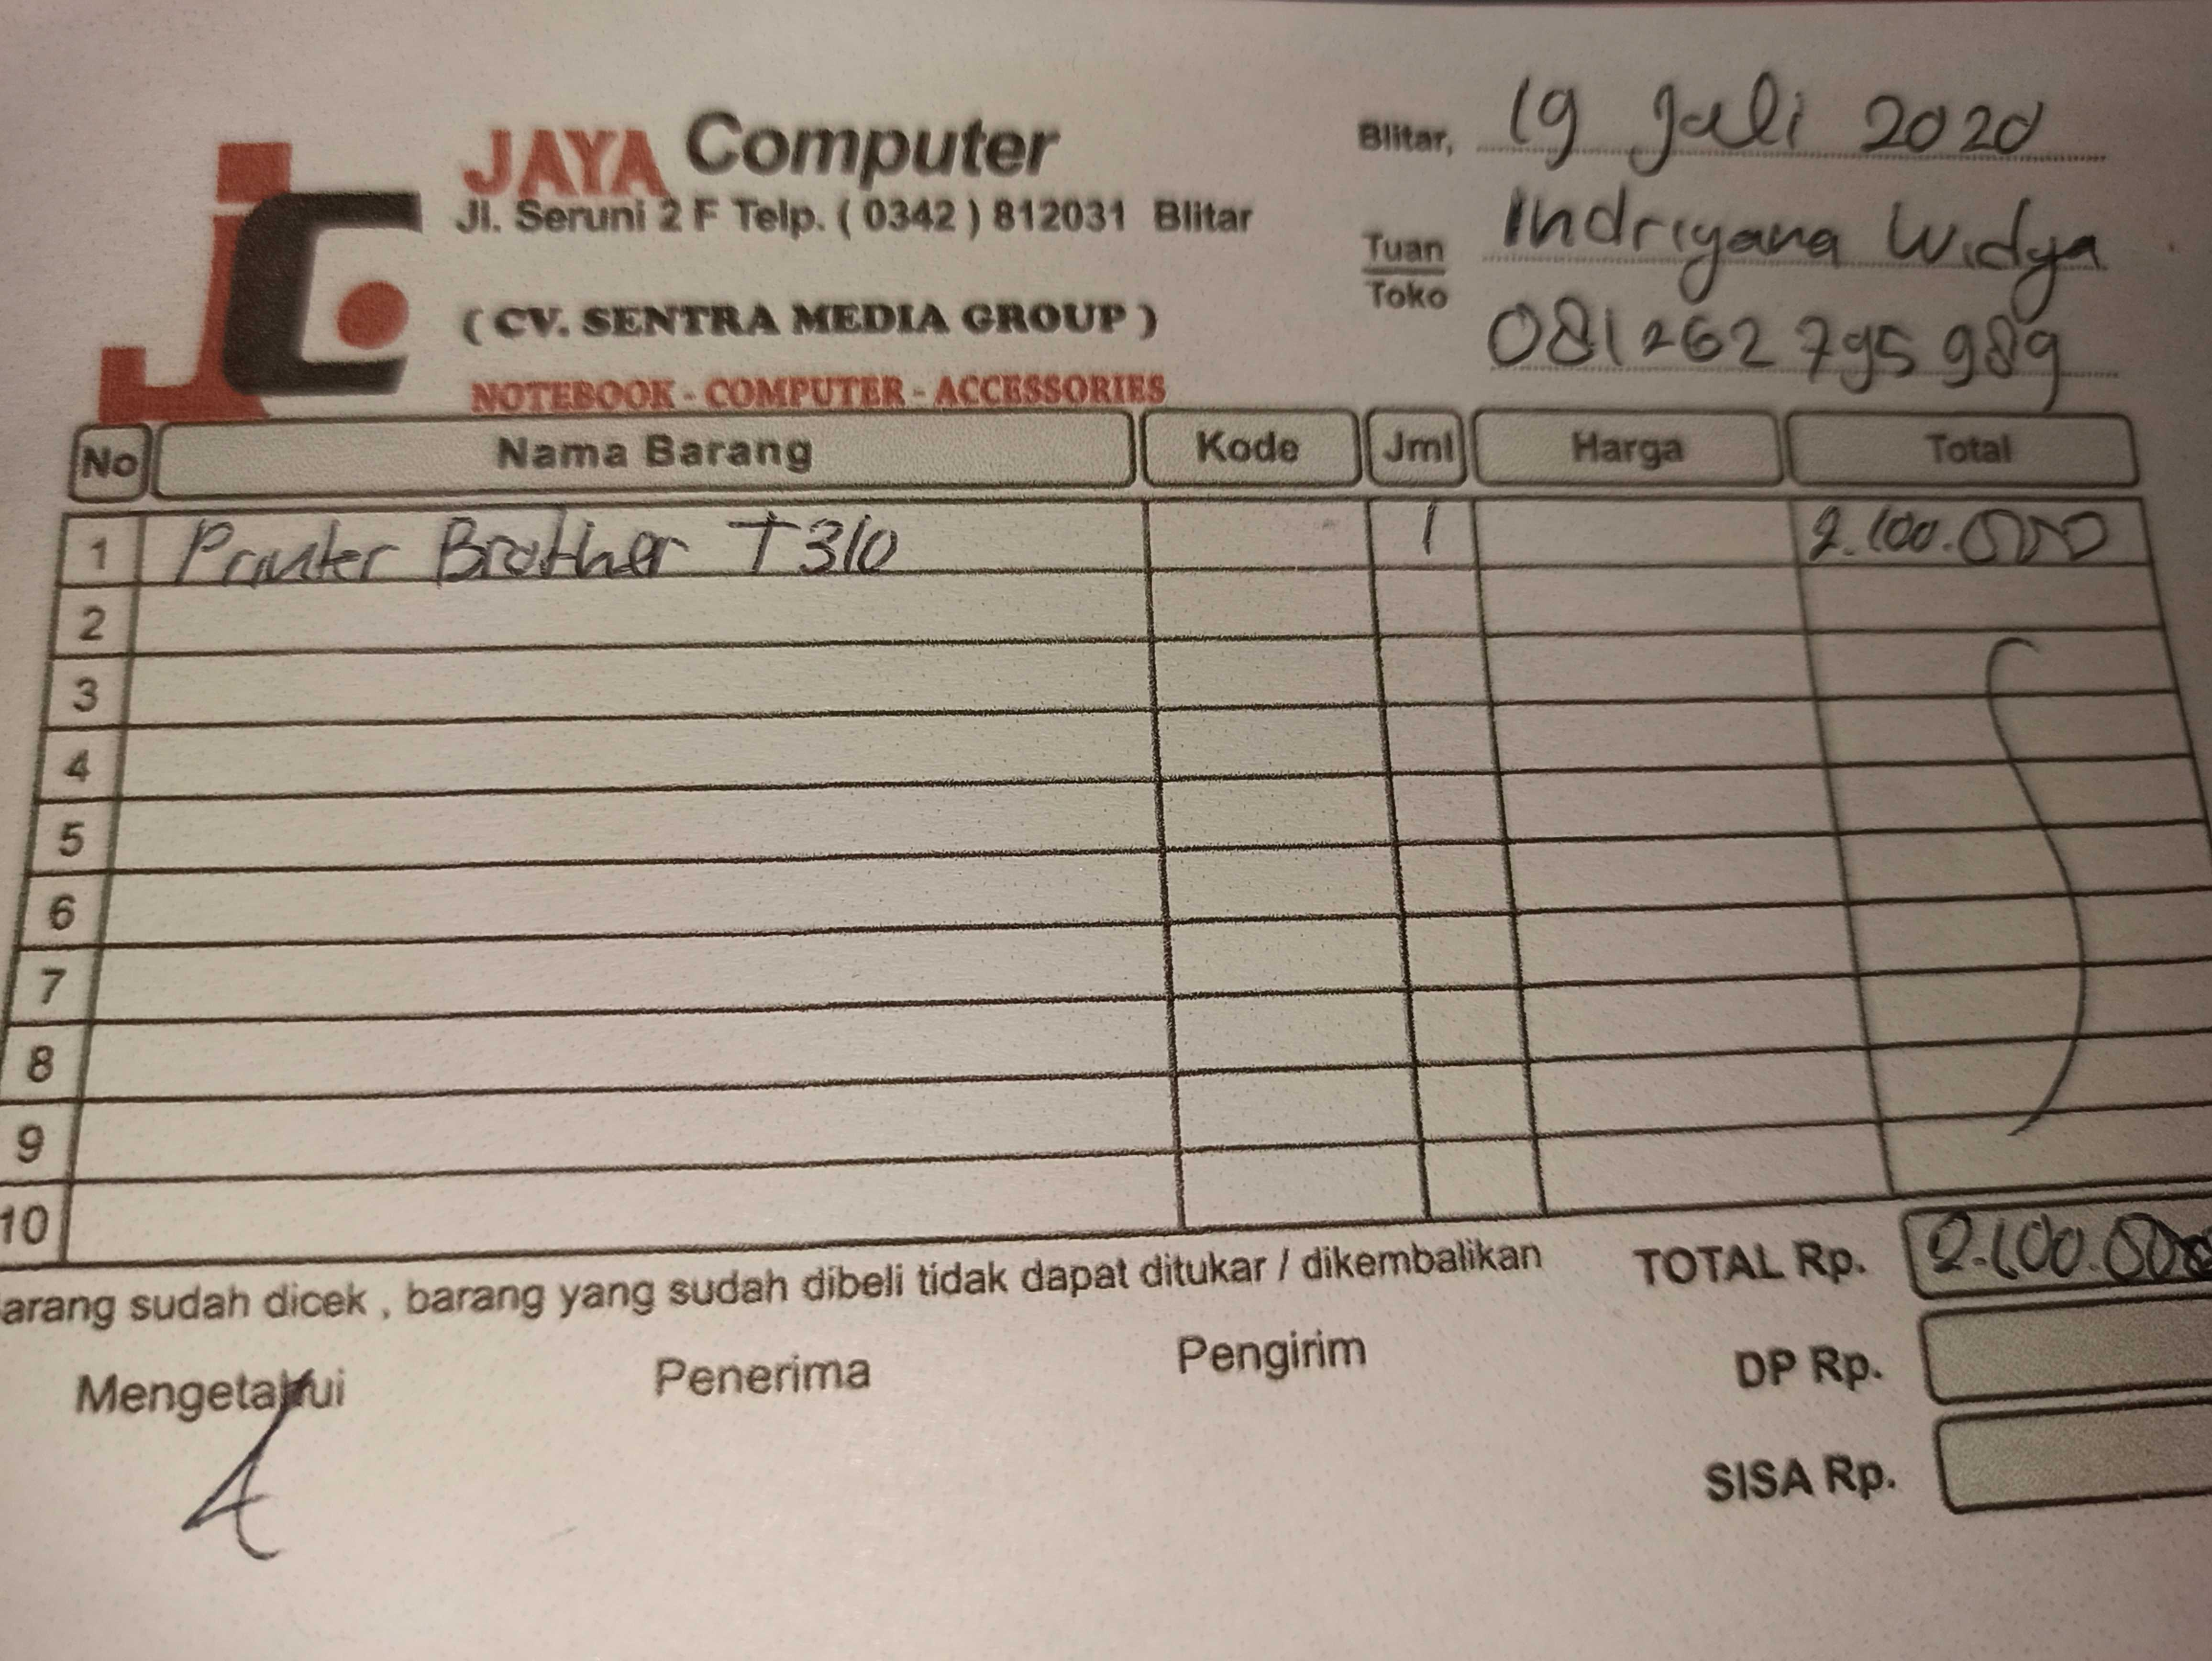 JC
JAYA Computer
Jl. Seruni 2 F Telp. ( 0342 ) 812031 Blitar
( CV. SENTRA MEDIA GROUP )
NOTEBOOK - COMPUTER - ACCESSORIES
Blitar, 19 Juli 2020
Tuan
Toko
Indriyana Widya
081262795989
No Nama Barang Kode Jml Harga Total
1 Printer Brother T310 1 2.100.000
2
3
4
5
6
7
8
9
10
arang sudah dicek , barang yang sudah dibeli tidak dapat ditukar / dikembalikan
TOTAL Rp. 2.100.000
Mengetahui Penerima Pengirim
DP Rp.
SISA Rp.